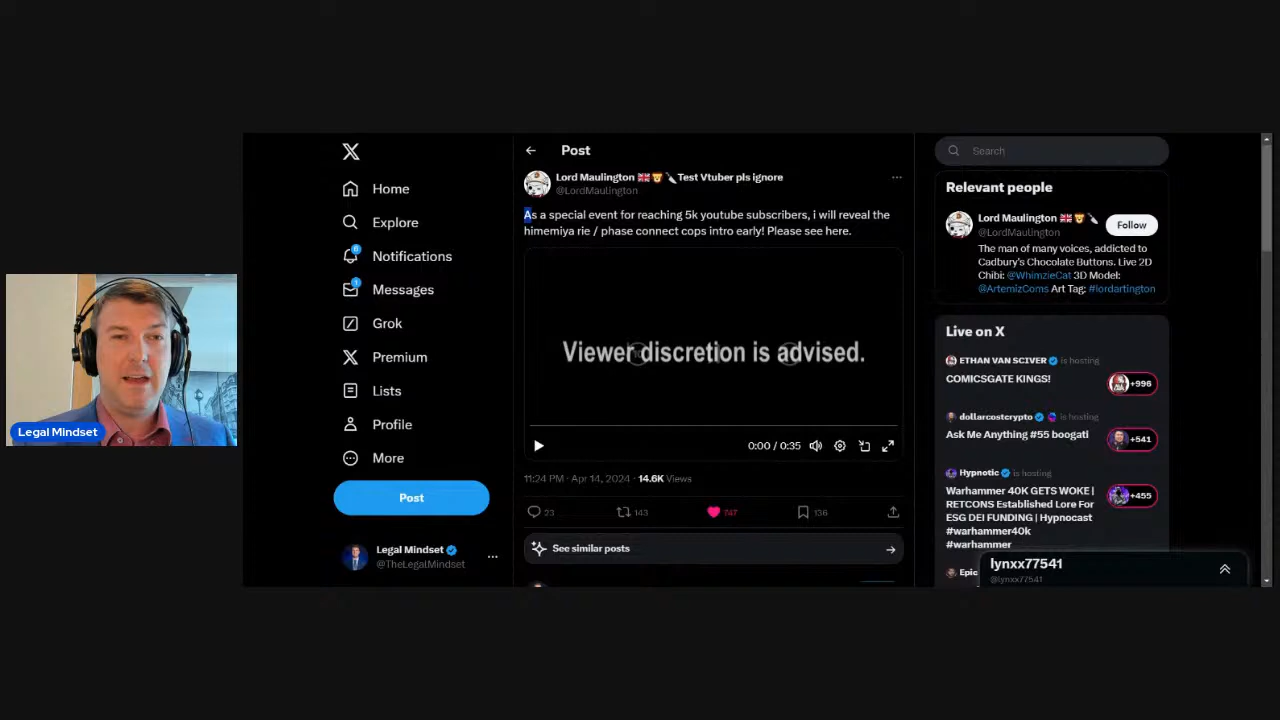 Legal Mindset
Home
Explore
6
Notifications
1
Messages
Grok
Premium
Lists
Profile
More
Post
Legal Mindset
@TheLegalMindset
Post
Lord Maulington 🇬🇧 Test Vtuber pls ignore
@LordMaulington
As a special event for reaching 5k youtube subscribers, i will reveal the
himemiya rie / phase connect cops intro early! Please see here.
Viewer discretion is advised.
0:00 / 0:35
11:24 PM · Apr 14, 2024 · 14.6K Views
23
143
747
136
See similar posts
Search
Relevant people
Lord Maulington 🇬🇧
@LordMaulington
Follow
The man of many voices, addicted to
Cadbury's Chocolate Buttons. Live 2D
Chibi: @WhimzieCat 3D Model:
@ArtemizComs Art Tag: #lordartington
Live on X
ETHAN VAN SCIVER is hosting
COMICSGATE KINGS!
+996
dollarcostcrypto is hosting
Ask Me Anything #55 boogati
+541
Hypnotic is hosting
Warhammer 40K GETS WOKE |
RETCONS Established Lore For
ESG DEI FUNDING | Hypnocast
#warhammer40k
#warhammer
+455
Epic
lynxx77541
@lynxx77541